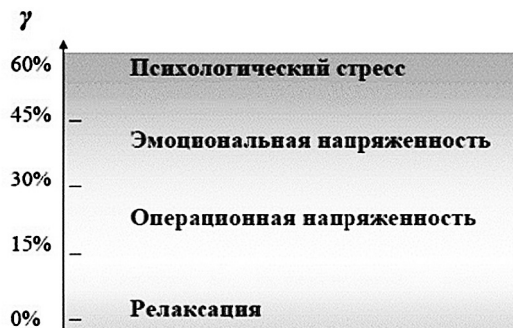 γ
60% Психологический стресс
45%
Эмоциональная напряженность
30%
Операционная напряженность
15%
Релаксация
0%